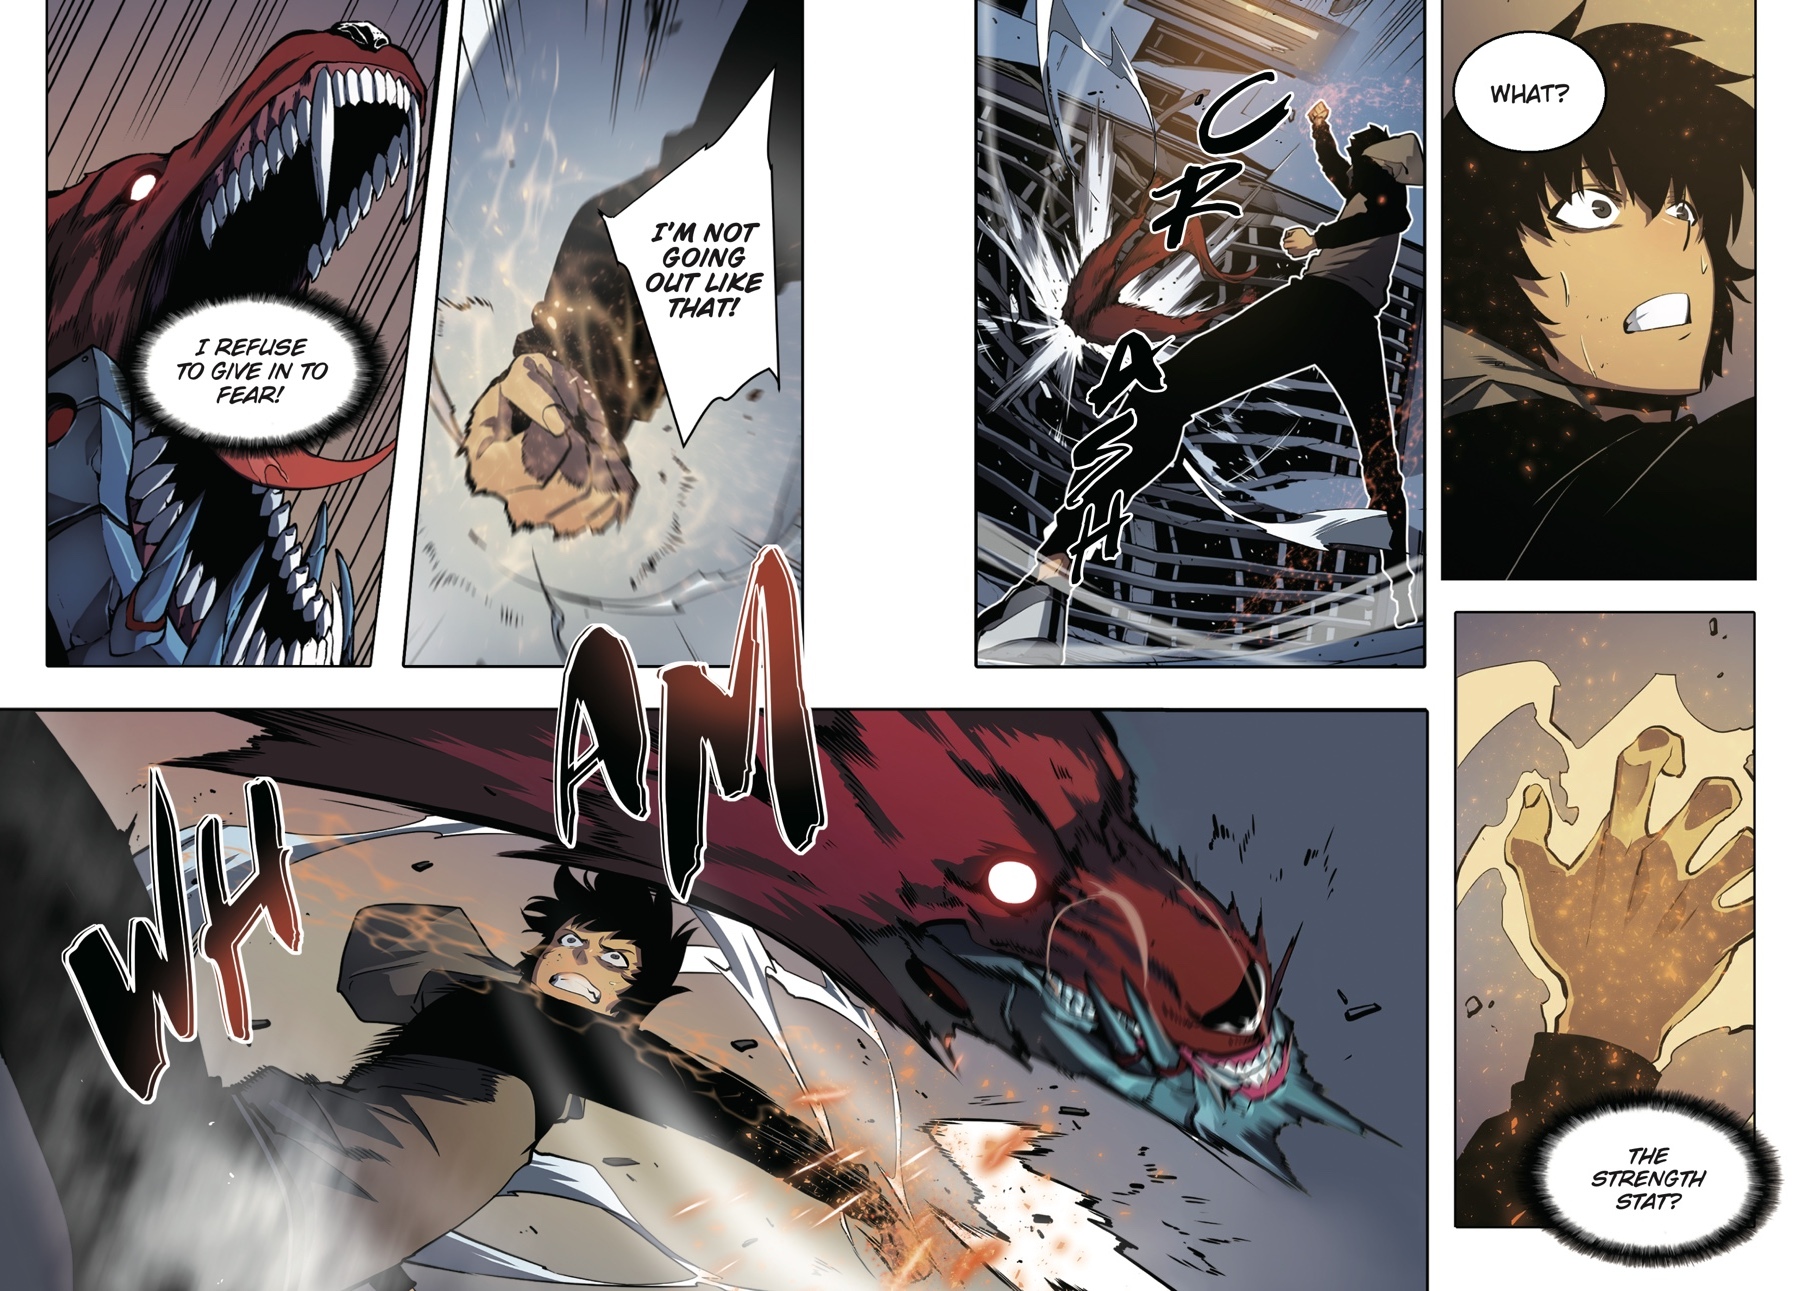 I REFUSE
TO GIVE IN TO
FEAR!
I'M NOT
GOING
OUT LIKE
THAT!
WHAM
CRASH
WHAT?
THE
STRENGTH
STAT?